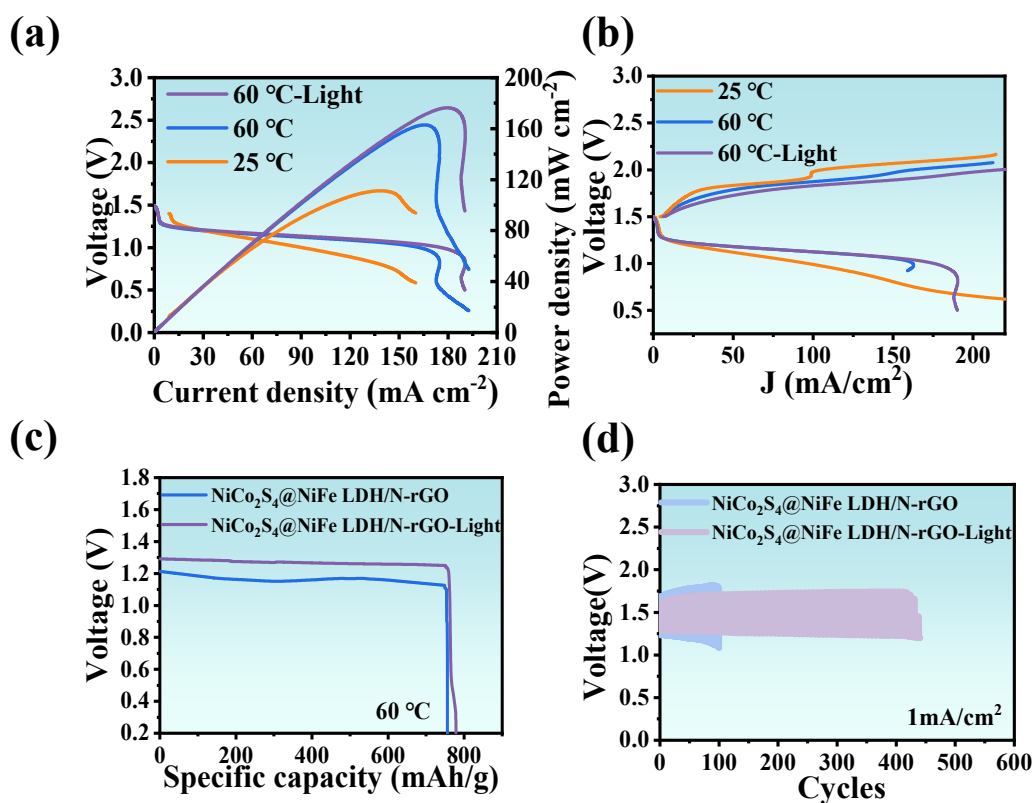 (a)
3.0
2.5
2.0
1.5
1.0
0.5
0.0
Voltage (V)
60 °C-Light
60 °C
25 °C
200
160
120
80
40
0
Power density (mW cm⁻²)
0 30 60 90 120 150 180 210
Current density (mA cm⁻²)
(b)
3.0
2.5
2.0
1.5
1.0
0.5
Voltage (V)
25 °C
60 °C
60 °C-Light
0 50 100 150 200
J (mA/cm²)
(c)
1.8
1.6
1.4
1.2
1.0
0.8
0.6
0.4
0.2
Voltage (V)
NiCo₂S₄@NiFe LDH/N-rGO
NiCo₂S₄@NiFe LDH/N-rGO-Light
60 °C
0 200 400 600 800
Specific capacity (mAh/g)
(d)
3.0
2.5
2.0
1.5
1.0
0.5
0.0
Voltage(V)
NiCo₂S₄@NiFe LDH/N-rGO
NiCo₂S₄@NiFe LDH/N-rGO-Light
1mA/cm²
0 100 200 300 400 500 600
Cycles